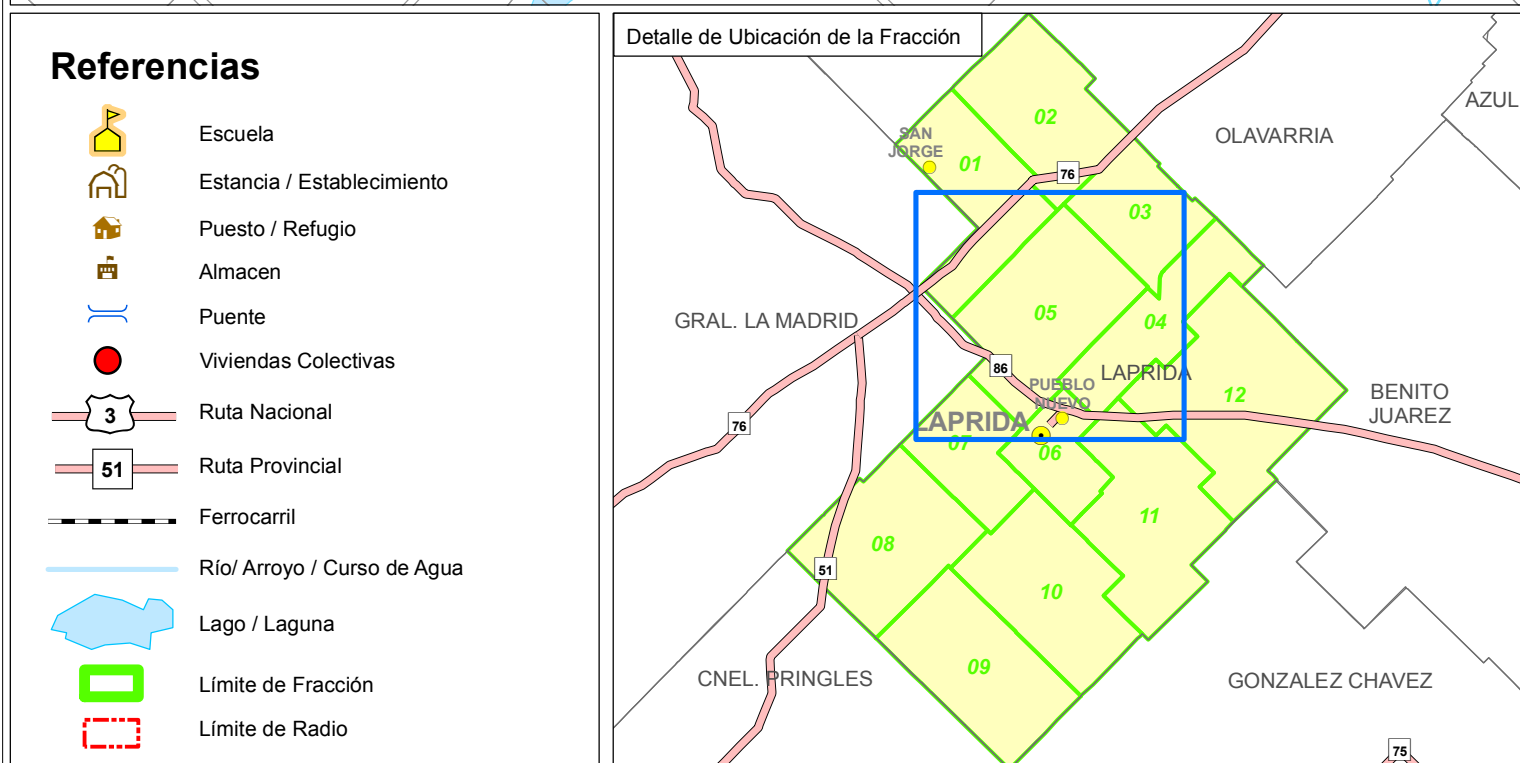 Referencias
Escuela
Estancia / Establecimiento
Puesto / Refugio
Almacen
Puente
Viviendas Colectivas
3
Ruta Nacional
51
Ruta Provincial
Ferrocarril
Río/ Arroyo / Curso de Agua
Lago / Laguna
Límite de Fracción
Límite de Radio
Detalle de Ubicación de la Fracción
AZUL
02
OLAVARRIA
SAN
JORGE
01
76
03
GRAL. LA MADRID
05
04
86
LAPRIDA
PUEBLO
NUEVO
12
BENITO
JUAREZ
76
LAPRIDA
07
06
11
08
51
10
09
CNEL. PRINGLES
GONZALEZ CHAVEZ
75